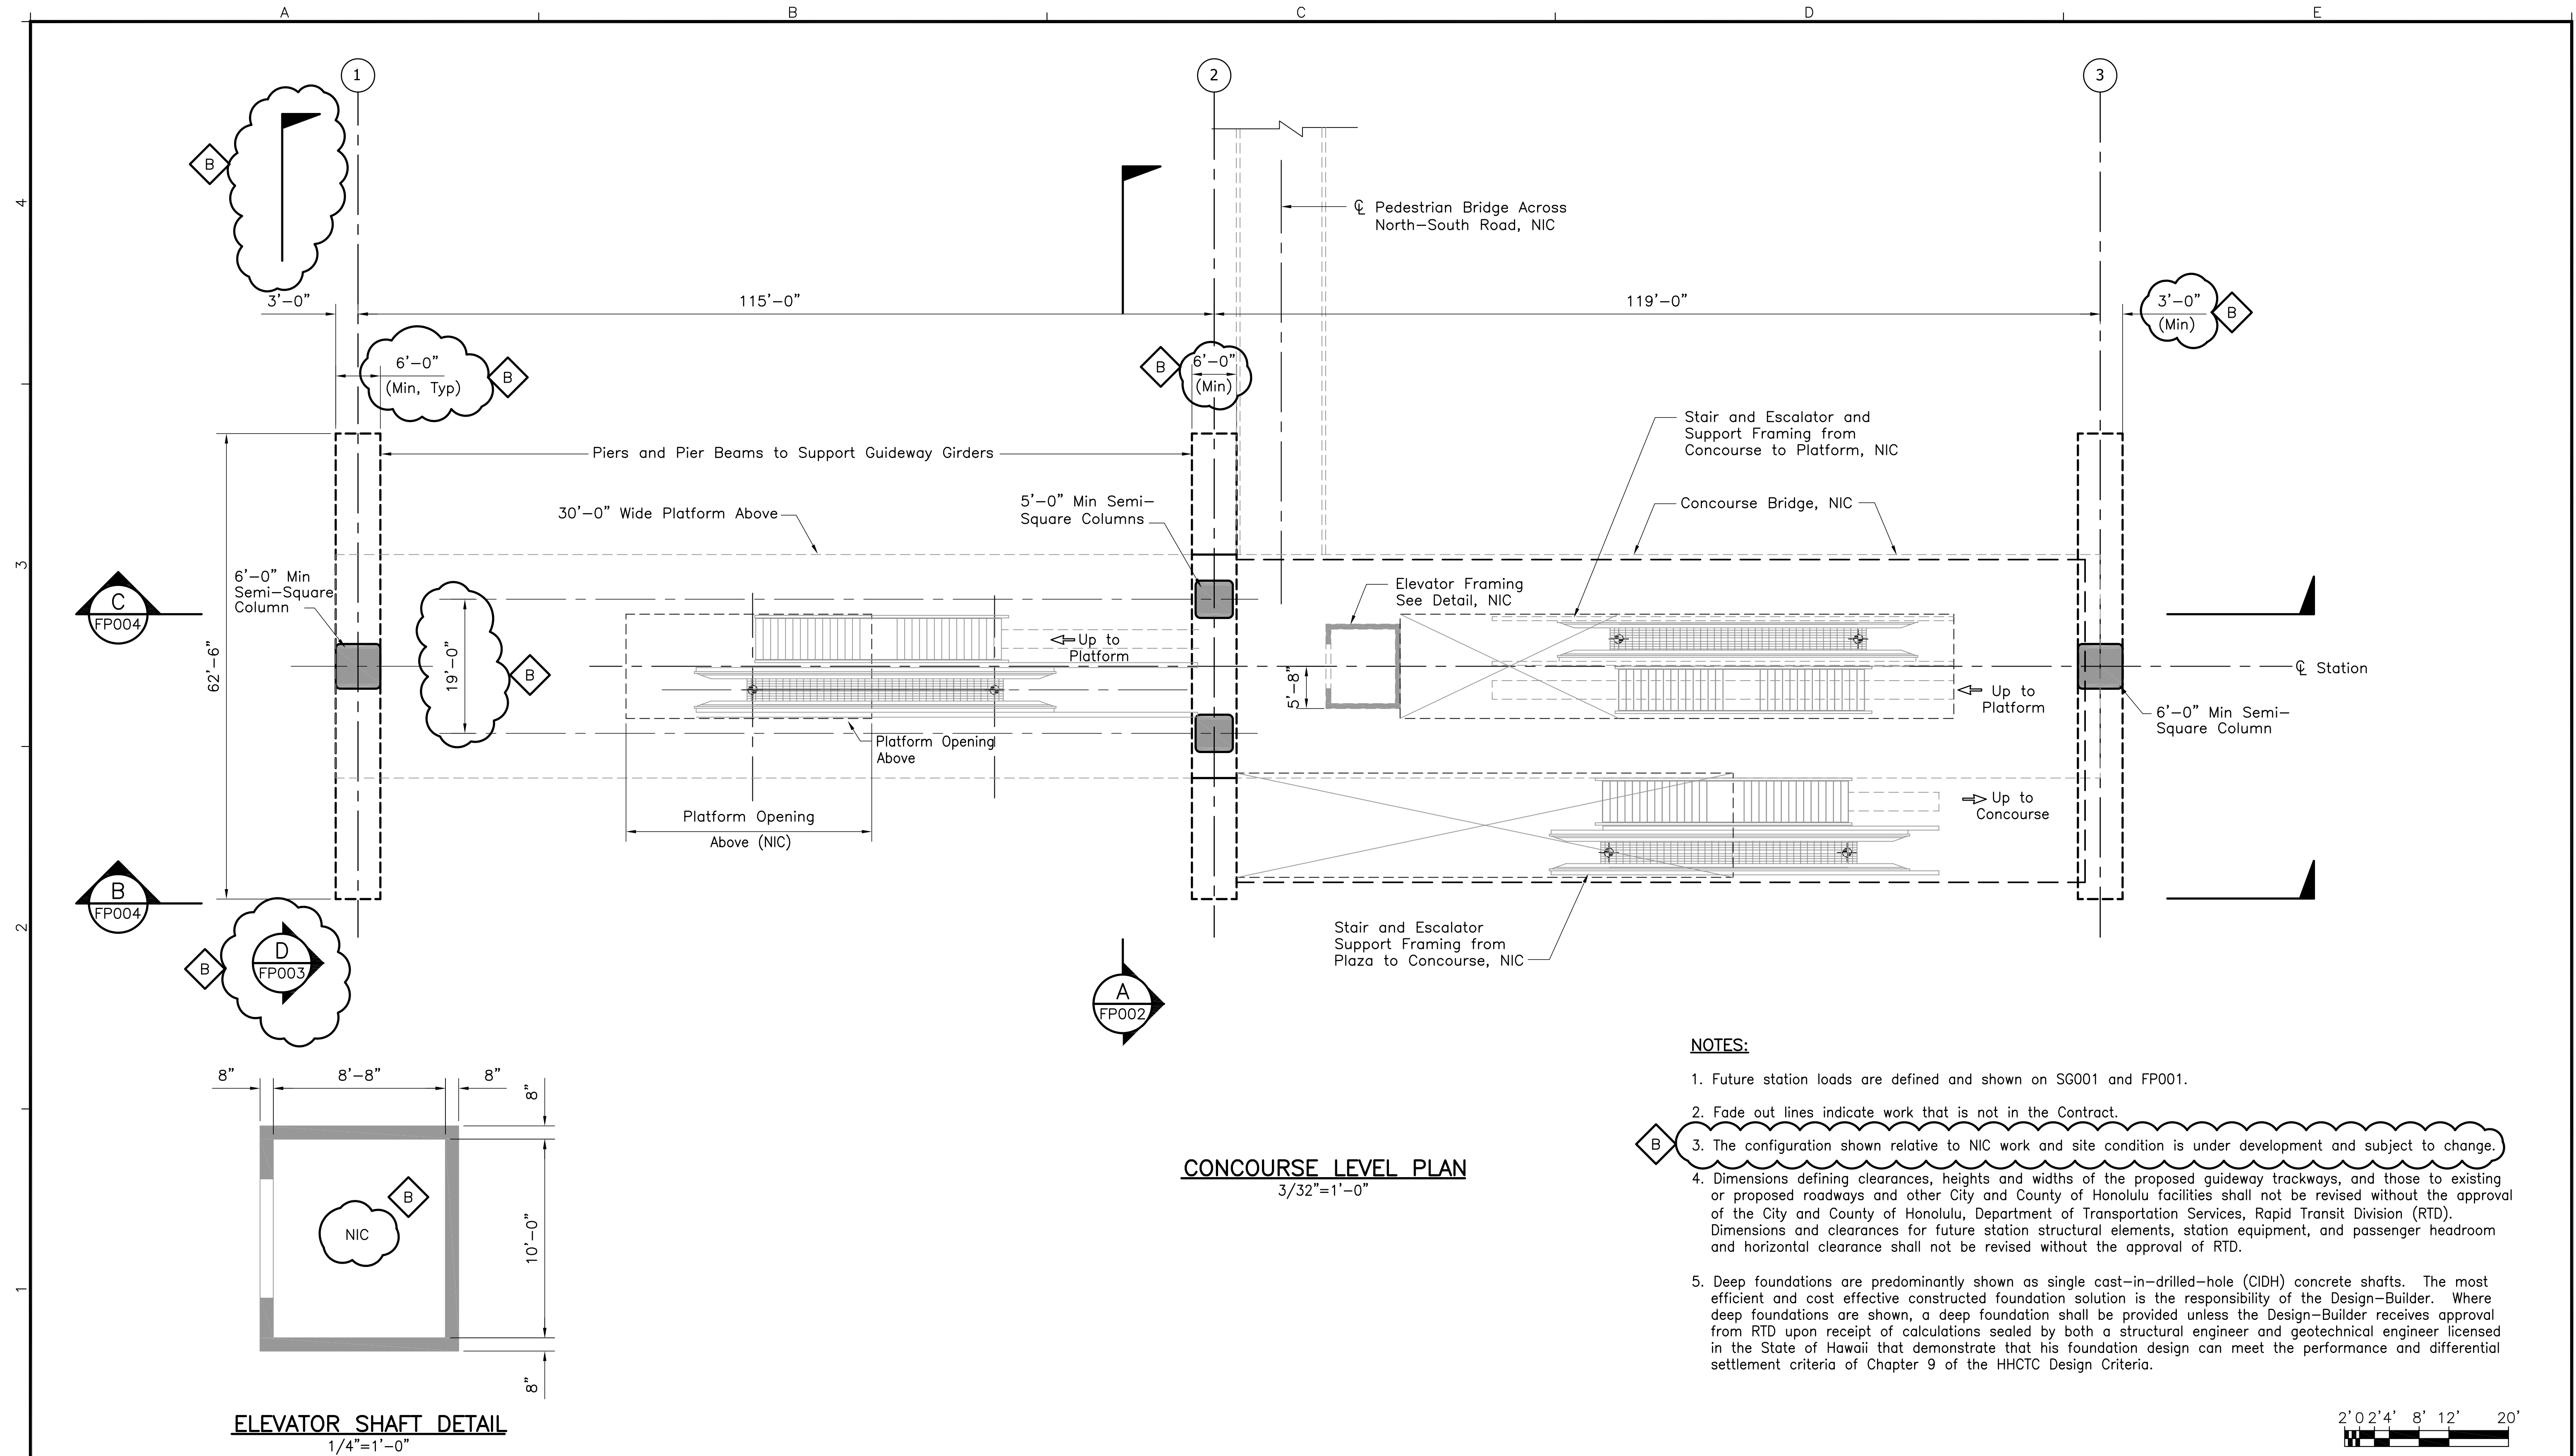 A B C D E
1 2 3
4
3
2
1
B
3'-0"
115'-0"
119'-0"
3'-0"
(Min)
B
6'-0"
(Min, Typ)
B
B
6'-0"
(Min)
℄ Pedestrian Bridge Across
North-South Road, NIC
Stair and Escalator and
Support Framing from
Concourse to Platform, NIC
Piers and Pier Beams to Support Guideway Girders
30'-0" Wide Platform Above
5'-0" Min Semi-
Square Columns
Concourse Bridge, NIC
6'-0" Min
Semi-Square
Column
Elevator Framing
See Detail, NIC
C
FP004
62'-6"
19'-0"
B
Up to
Platform
5'-8"
℄ Station
Up to
Platform
6'-0" Min Semi-
Square Column
Platform Opening
Above
Platform Opening
Above (NIC)
Up to
Concourse
B
FP004
B
D
FP003
Stair and Escalator
Support Framing from
Plaza to Concourse, NIC
A
FP002
8" 8'-8" 8"
8"
10'-0"
8"
NIC
B
ELEVATOR SHAFT DETAIL
1/4"=1'-0"
CONCOURSE LEVEL PLAN
3/32"=1'-0"
NOTES:
1. Future station loads are defined and shown on SG001 and FP001.
2. Fade out lines indicate work that is not in the Contract.
B
3. The configuration shown relative to NIC work and site condition is under development and subject to change.
4. Dimensions defining clearances, heights and widths of the proposed guideway trackways, and those to existing
or proposed roadways and other City and County of Honolulu facilities shall not be revised without the approval
of the City and County of Honolulu, Department of Transportation Services, Rapid Transit Division (RTD).
Dimensions and clearances for future station structural elements, station equipment, and passenger headroom
and horizontal clearance shall not be revised without the approval of RTD.
5. Deep foundations are predominantly shown as single cast-in-drilled-hole (CIDH) concrete shafts. The most
efficient and cost effective constructed foundation solution is the responsibility of the Design-Builder. Where
deep foundations are shown, a deep foundation shall be provided unless the Design-Builder receives approval
from RTD upon receipt of calculations sealed by both a structural engineer and geotechnical engineer licensed
in the State of Hawaii that demonstrate that his foundation design can meet the performance and differential
settlement criteria of Chapter 9 of the HHCTC Design Criteria.
2' 0 2' 4' 8' 12' 20'